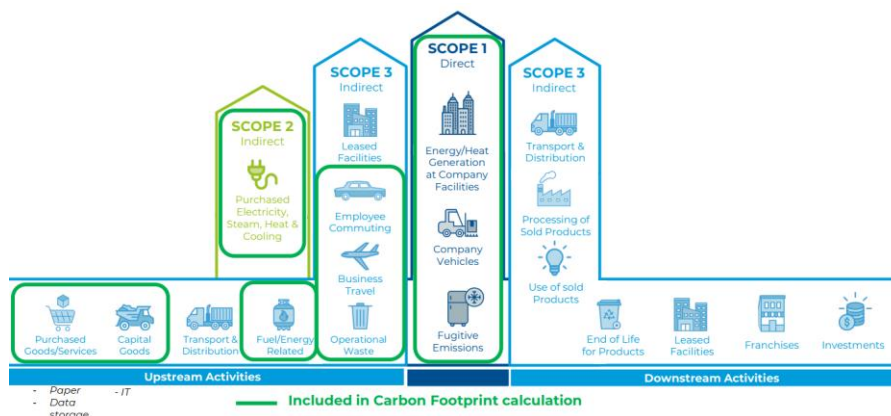 SCOPE 1
Direct
SCOPE 3
Indirect
SCOPE 3
Indirect
SCOPE 2
Indirect
Leased
Facilities
Energy/Heat
Generation
at Company
Facilities
Transport &
Distribution
Purchased
Electricity,
Steam, Heat &
Cooling
Employee
Commuting
Processing of
Sold Products
Company
Vehicles
Business
Travel
Use of sold
Products
Purchased
Goods/Services
Capital
Goods
Transport &
Distribution
Fuel/Energy
Related
Operational
Waste
Fugitive
Emissions
End of Life
for Products
Leased
Facilities
Franchises
Investments
Upstream Activities
Downstream Activities
- Paper
- Data
storage
- IT
Included in Carbon Footprint calculation